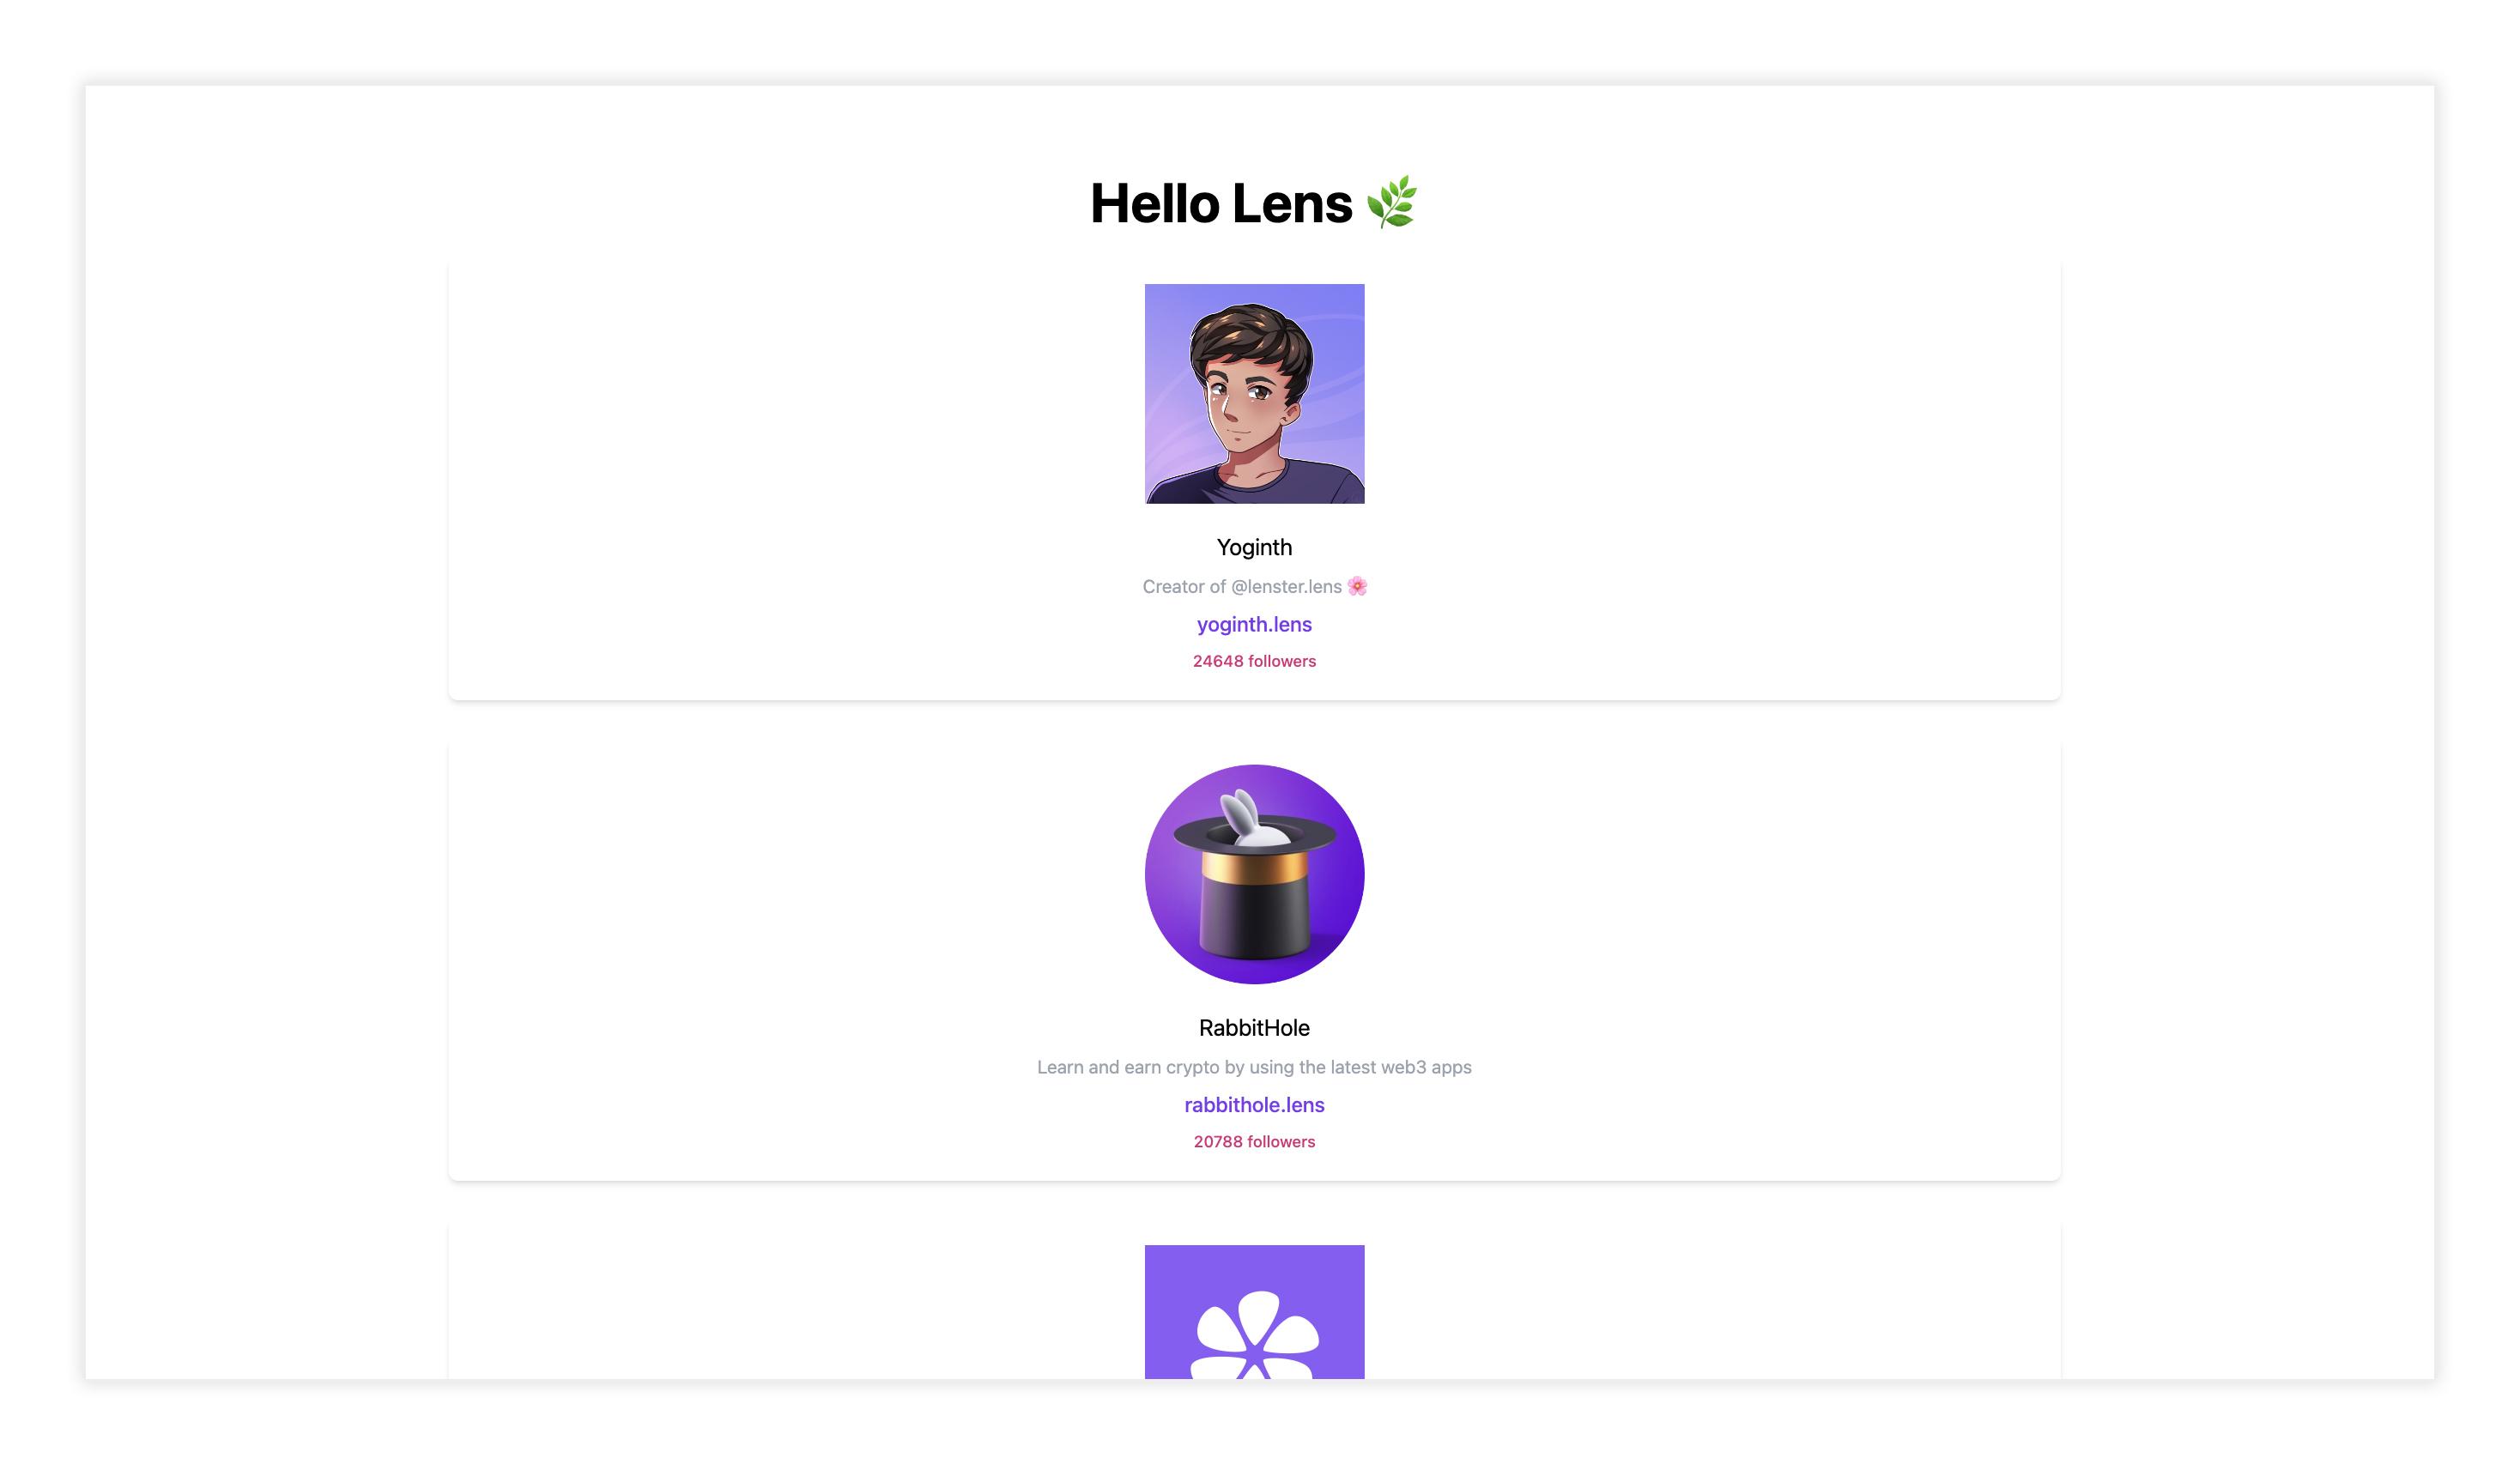 Hello Lens 🌿
Yoginth
Creator of @lenster.lens 🌸
yoginth.lens
24648 followers
RabbitHole
Learn and earn crypto by using the latest web3 apps
rabbithole.lens
20788 followers